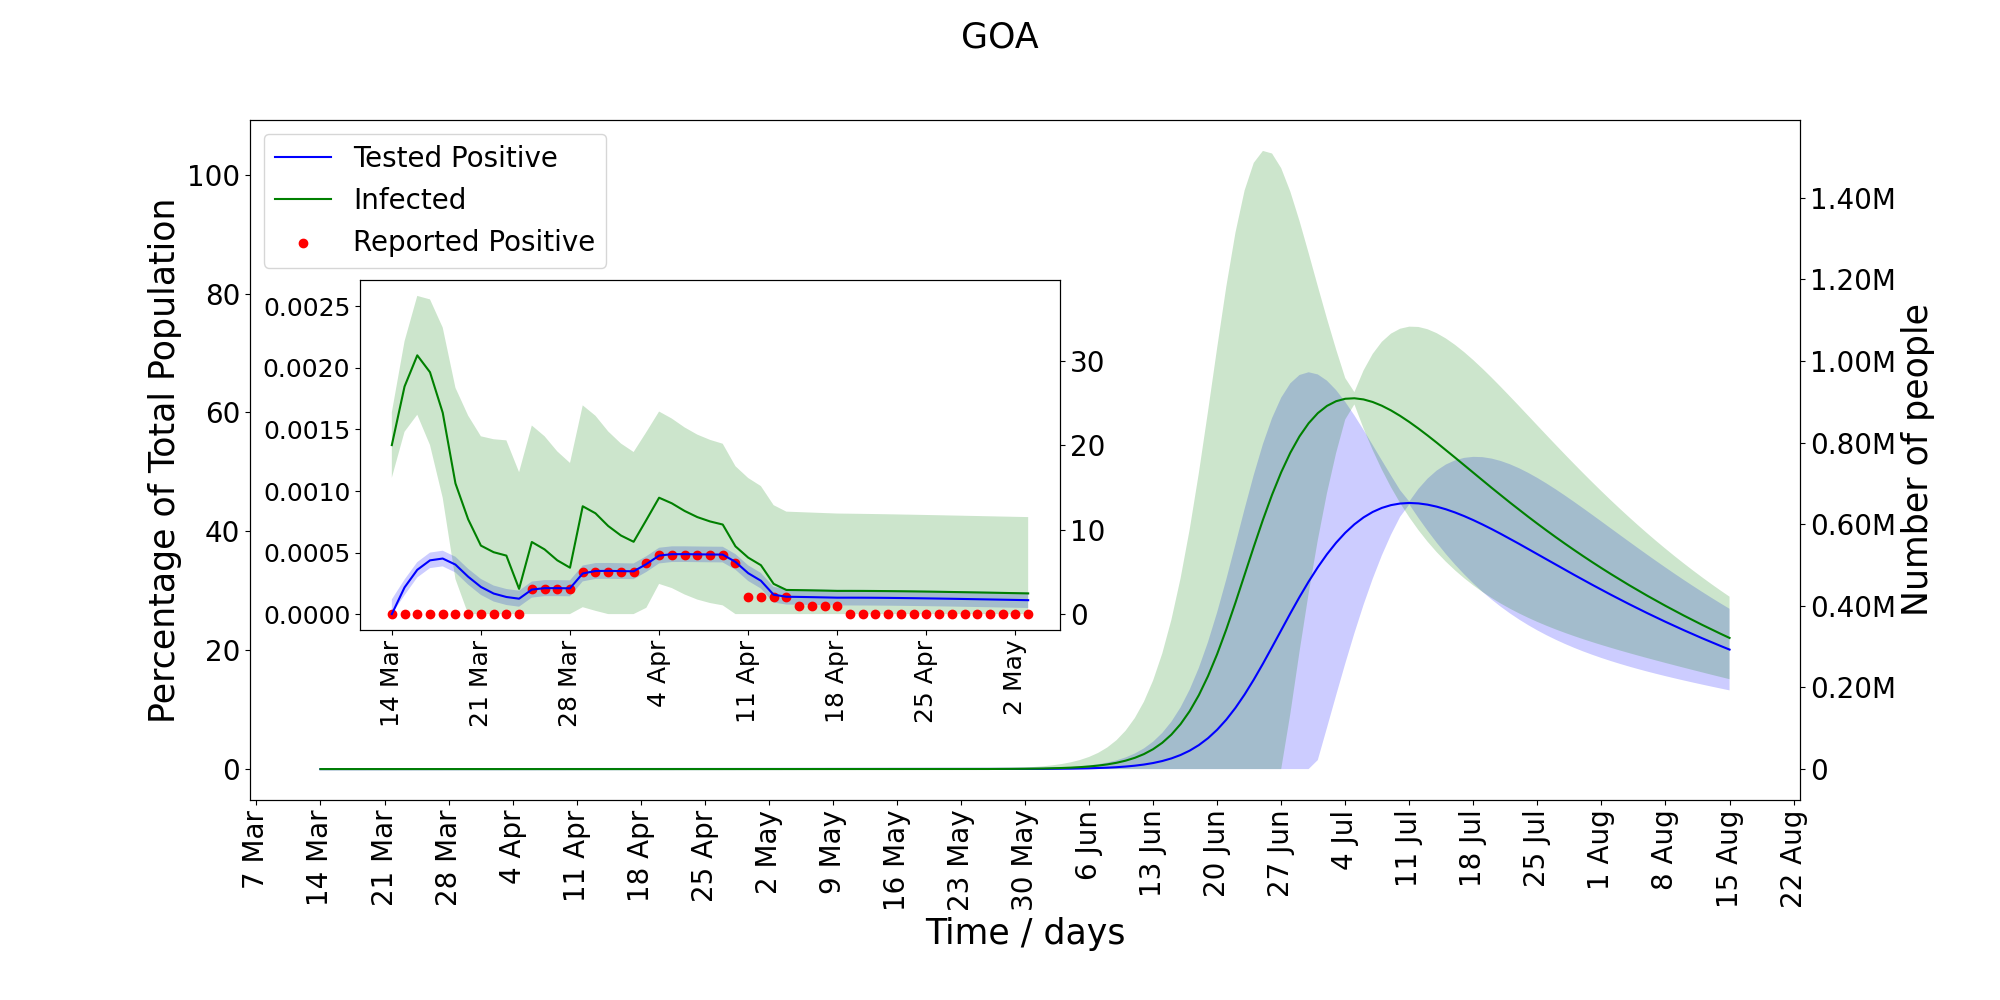 GOA
Tested Positive
Infected
Reported Positive
Percentage of Total Population
100
80
60
40
20
0
Number of people
1.40M
1.20M
1.00M
0.80M
0.60M
0.40M
0.20M
0
0.0025
0.0020
0.0015
0.0010
0.0005
0.0000
30
20
10
0
14 Mar
21 Mar
28 Mar
4 Apr
11 Apr
18 Apr
25 Apr
2 May
7 Mar
14 Mar
21 Mar
28 Mar
4 Apr
11 Apr
18 Apr
25 Apr
2 May
9 May
16 May
23 May
30 May
6 Jun
13 Jun
20 Jun
27 Jun
4 Jul
11 Jul
18 Jul
25 Jul
1 Aug
8 Aug
15 Aug
22 Aug
Time / days